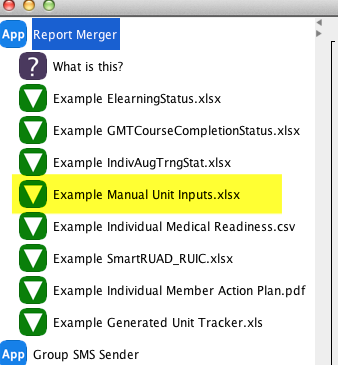 App Report Merger
? What is this?
Example ElearningStatus.xlsx
Example GMTCourseCompletionStatus.xlsx
Example IndivAugTrngStat.xlsx
Example Manual Unit Inputs.xlsx
Example Individual Medical Readiness.csv
Example SmartRUAD_RUIC.xlsx
Example Individual Member Action Plan.pdf
Example Generated Unit Tracker.xls
App Group SMS Sender